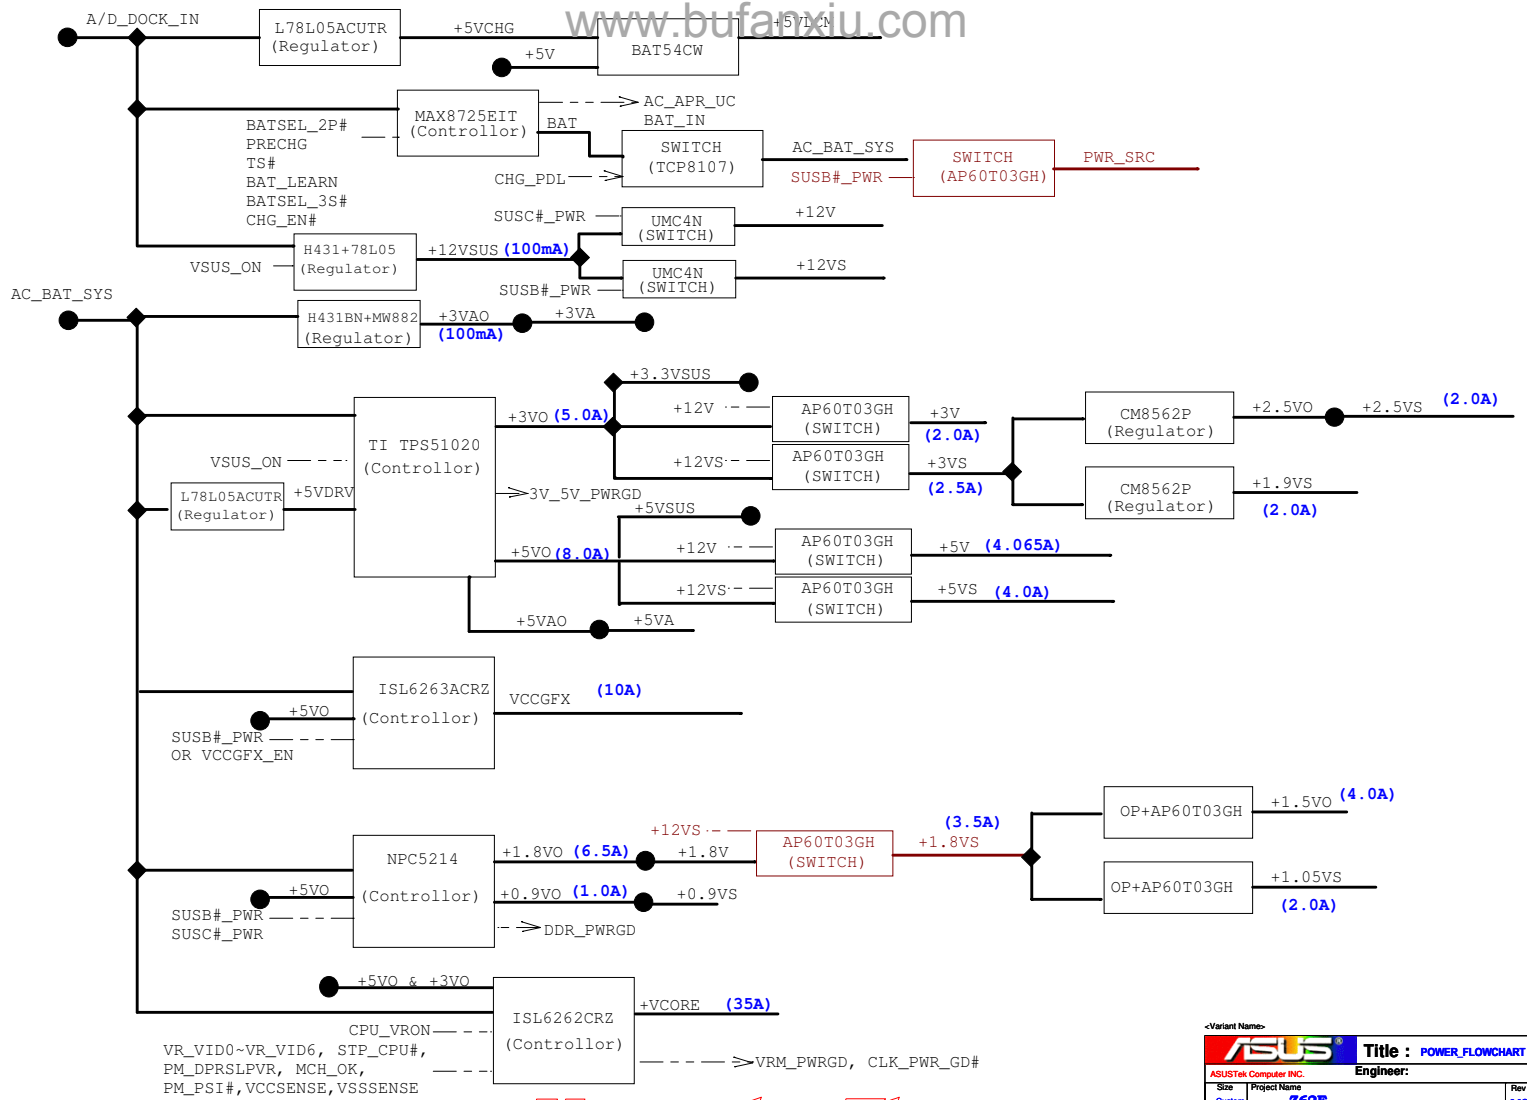 www.bufanxiu.com
A/D_DOCK_IN
L78L05ACUTR
(Regulator)
+5VCHG
+5V
BAT54CW
+5VLCM
MAX8725EIT
(Controllor)
AC_APR_UC
BAT_IN
BATSEL_2P#
PRECHG
TS#
BAT_LEARN
BATSEL_3S#
CHG_EN#
BAT
SWITCH
(TCP8107)
CHG_PDL
AC_BAT_SYS
SUSB#_PWR
SWITCH
(AP60T03GH)
PWR_SRC
H431+78L05
(Regulator)
VSUS_ON
+12VSUS (100mA)
SUSC#_PWR
UMC4N
(SWITCH)
+12V
UMC4N
(SWITCH)
+12VS
SUSB#_PWR
AC_BAT_SYS
H431BN+MW882
(Regulator)
+3VAO
(100mA)
+3VA
TI TPS51020
(Controllor)
VSUS_ON
L78L05ACUTR
(Regulator)
+5VDRV
+3VO (5.0A)
+3.3VSUS
+12V
AP60T03GH
(SWITCH)
+3V
(2.0A)
+12VS
AP60T03GH
(SWITCH)
+3VS
(2.5A)
CM8562P
(Regulator)
+2.5VO
+2.5VS
(2.0A)
CM8562P
(Regulator)
+1.9VS
(2.0A)
3V_5V_PWRGD
+5VSUS
+5VO (8.0A)
+12V
AP60T03GH
(SWITCH)
+5V (4.065A)
+12VS
AP60T03GH
(SWITCH)
+5VS (4.0A)
+5VAO
+5VA
ISL6263ACRZ
(Controllor)
+5VO
SUSB#_PWR
OR VCCGFX_EN
VCCGFX (10A)
NPC5214
(Controllor)
+5VO
SUSB#_PWR
SUSC#_PWR
+1.8VO (6.5A)
+1.8V
+12VS
AP60T03GH
(SWITCH)
(3.5A)
+1.8VS
OP+AP60T03GH
+1.5VO (4.0A)
OP+AP60T03GH
+1.05VS
(2.0A)
+0.9VO (1.0A)
+0.9VS
DDR_PWRGD
+5VO & +3VO
ISL6262CRZ
(Controllor)
+VCORE (35A)
CPU_VRON
VR_VID0~VR_VID6, STP_CPU#,
PM_DPRSLPVR, MCH_OK,
PM_PSI#,VCCSENSE,VSSSENSE
VRM_PWRGD, CLK_PWR_GD#
<Variant Name>
ASUS®
Title : POWER_FLOWCHART
ASUSTek Computer INC.
Engineer:
Size
Project Name
Rev